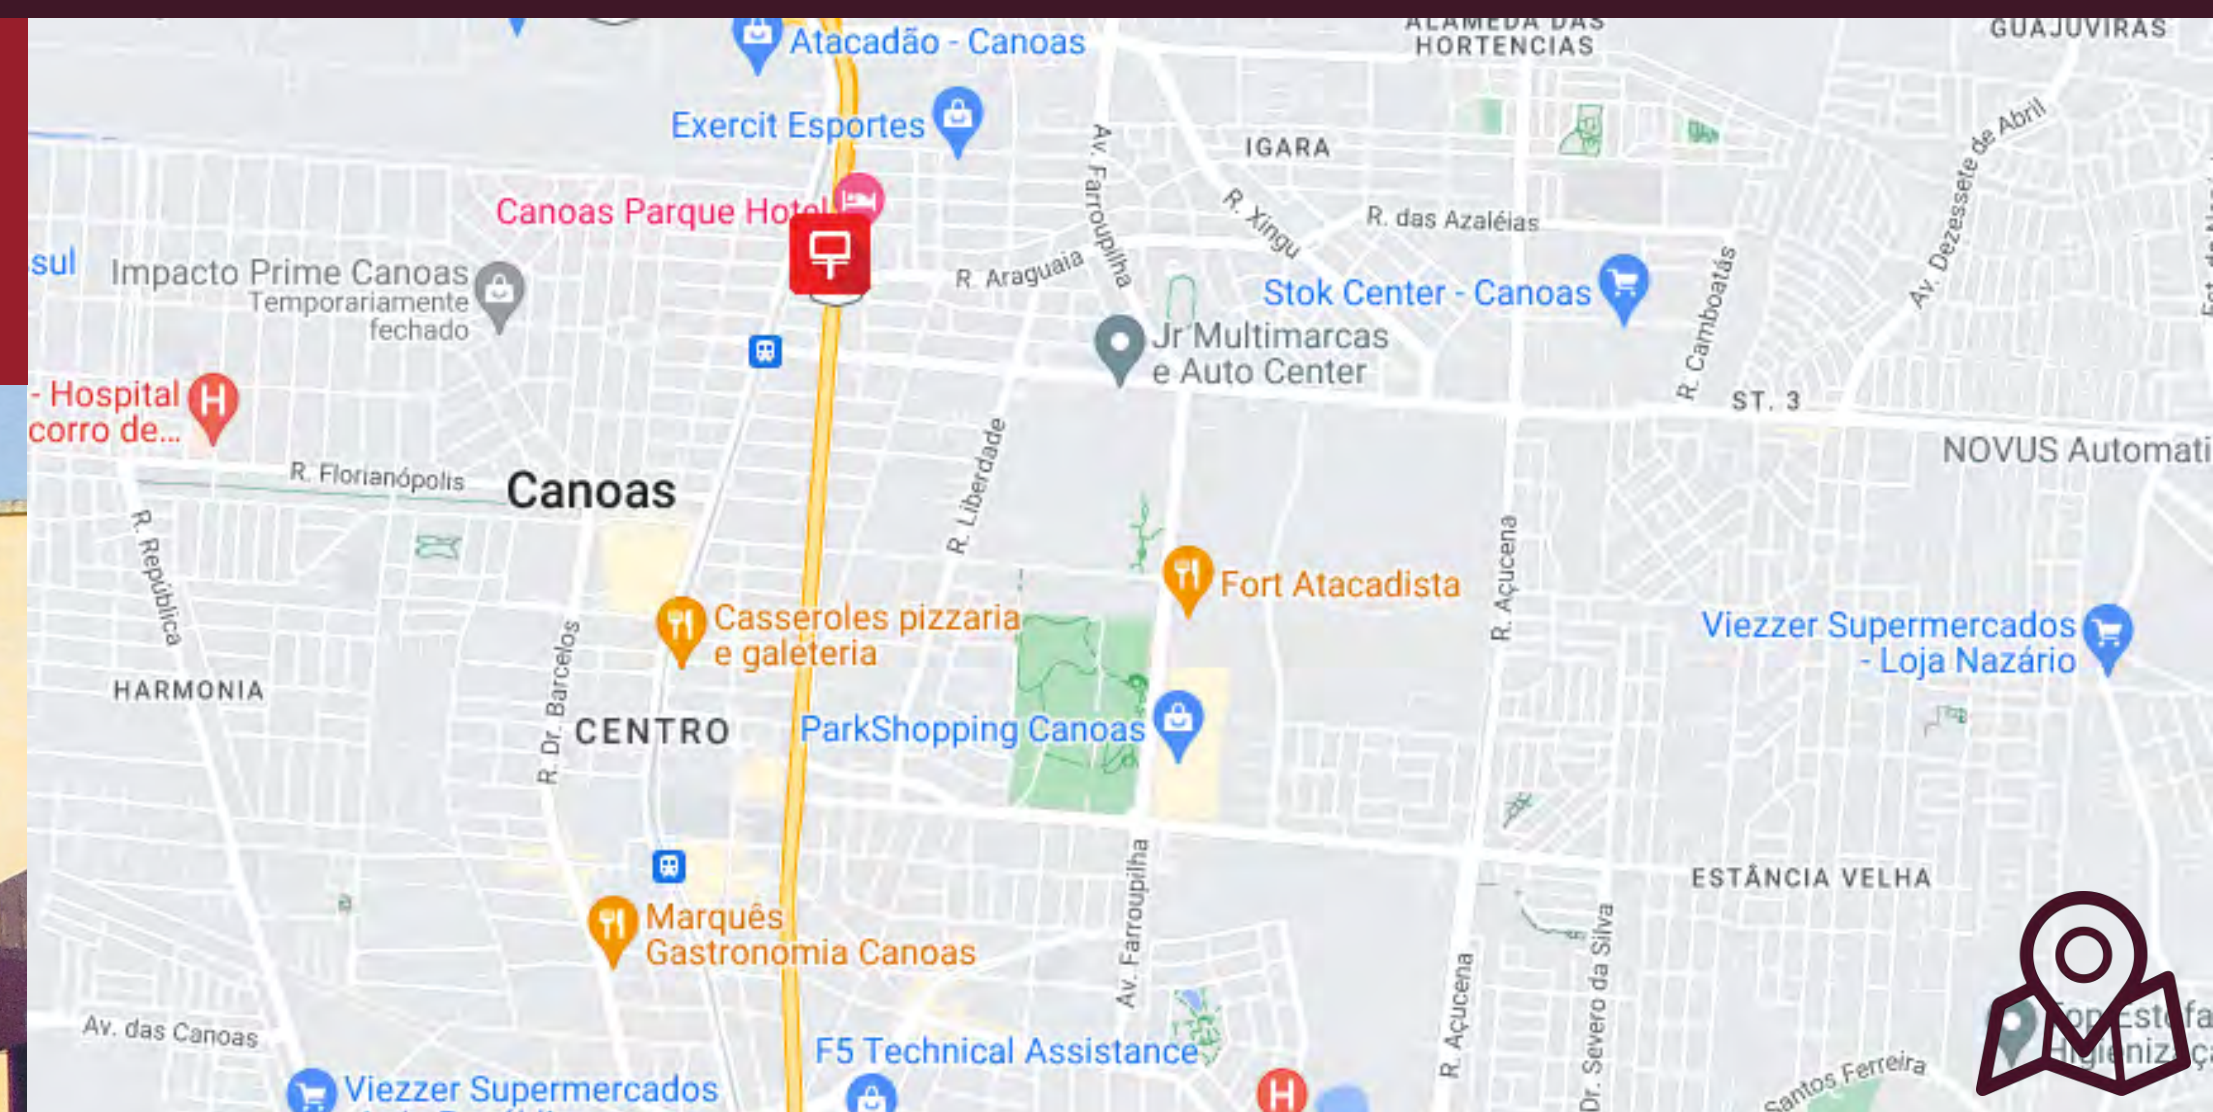 ALAMEDA DAS
HORTENCIAS
GUAJUVIRAS
Atacadão - Canoas
Exercit Esportes
IGARA
Av. Farroupilha
Av. Dezessete de Abril
Canoas Parque Hotel
R. Xingu
R. das Azaléias
sul
Impacto Prime Canoas
Temporariamente
fechado
R. Araguaia
Stok Center - Canoas
R. Camboatás
Jr Multimarcas
e Auto Center
- Hospital
corro de...
ST. 3
NOVUS Automati
R. Florianópolis
Canoas
R. Liberdade
R. República
R. Açucena
Fort Atacadista
Casseroles pizzaria
e galeteria
Viezzer Supermercados
- Loja Nazário
HARMONIA
R. Dr. Barcelos
CENTRO
ParkShopping Canoas
ESTÂNCIA VELHA
Marquês
Gastronomia Canoas
Av. Farroupilha
R. Açucena
Dr. Severo da Silva
Av. das Canoas
F5 Technical Assistance
Santos Ferreira
Viezzer Supermercados